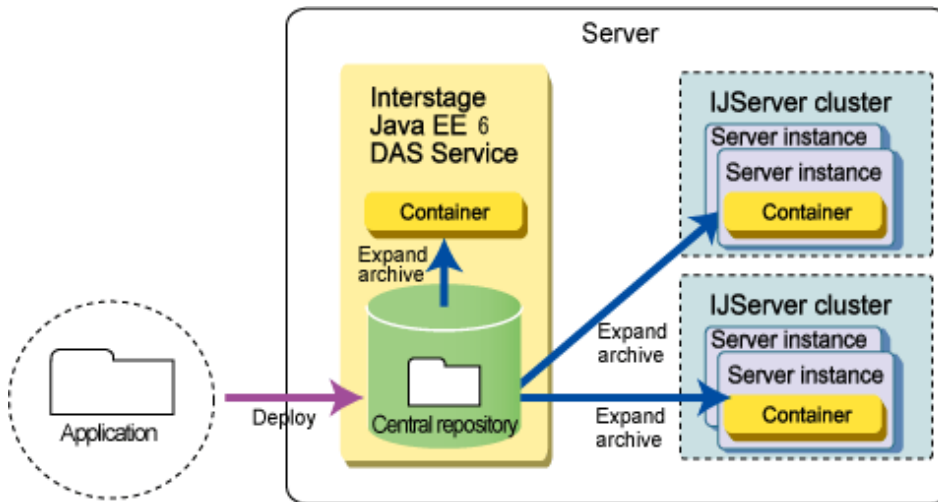 Server
Interstage
Java EE 6
DAS Service
Container
Expand
archive
Central repository
Application
Deploy
IJServer cluster
Server instance
Server instance
Container
Expand
archive
IJServer cluster
Server instance
Server instance
Container
Expand
archive